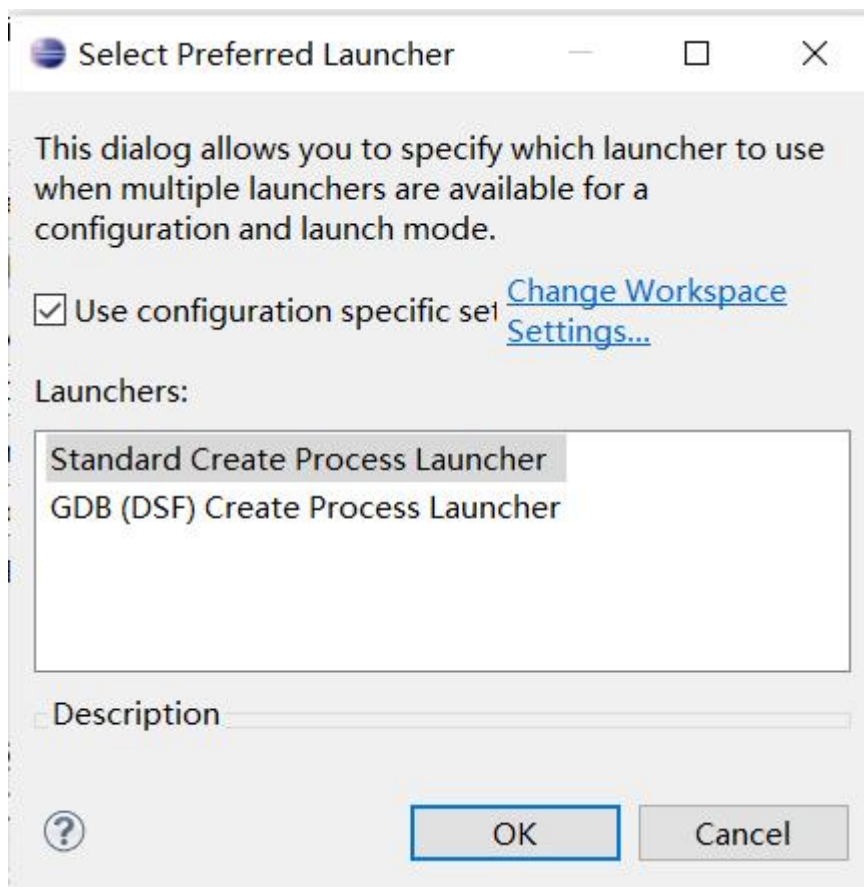 Select Preferred Launcher
This dialog allows you to specify which launcher to use
when multiple launchers are available for a
configuration and launch mode.
Use configuration specific set
Change Workspace
Settings...
Launchers:
Standard Create Process Launcher
GDB (DSF) Create Process Launcher
Description
?
OK
Cancel